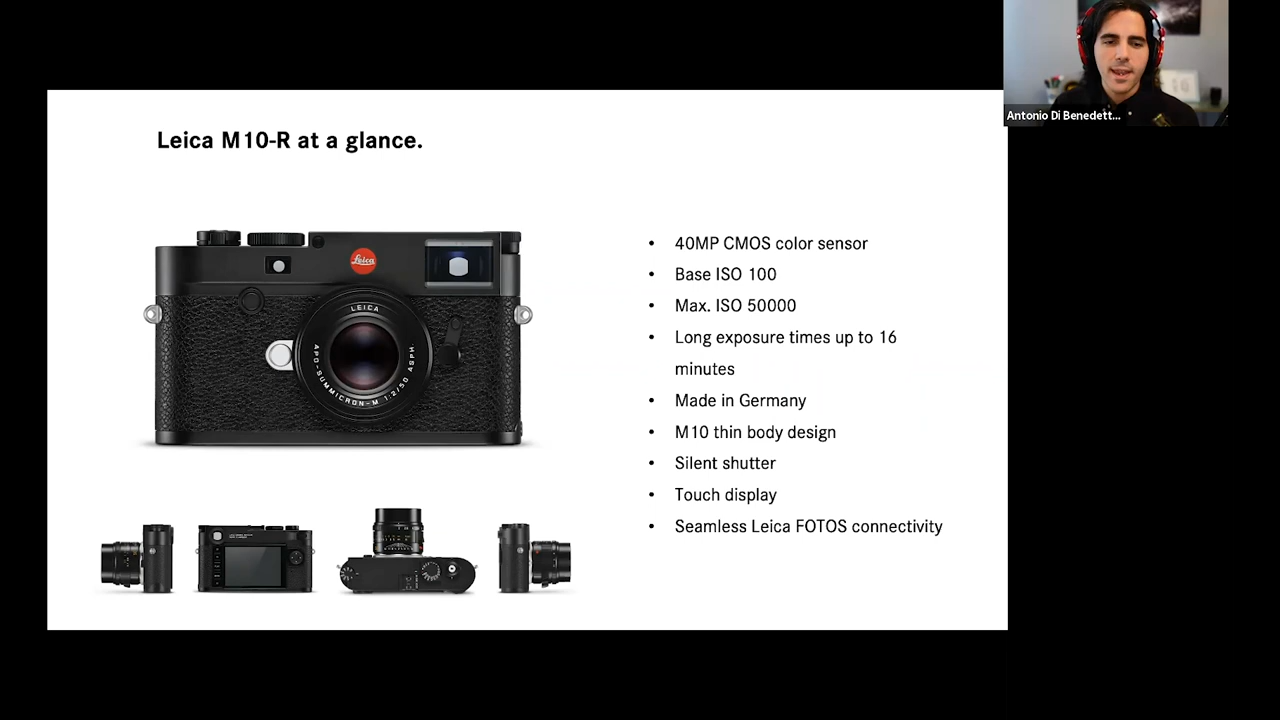 Antonio Di Benedett...
Leica M10-R at a glance.
Leica
LEICA
APO-SUMMICRON-M 1:2/50 ASPH.
• 40MP CMOS color sensor
• Base ISO 100
• Max. ISO 50000
• Long exposure times up to 16
minutes
• Made in Germany
• M10 thin body design
• Silent shutter
• Touch display
• Seamless Leica FOTOS connectivity